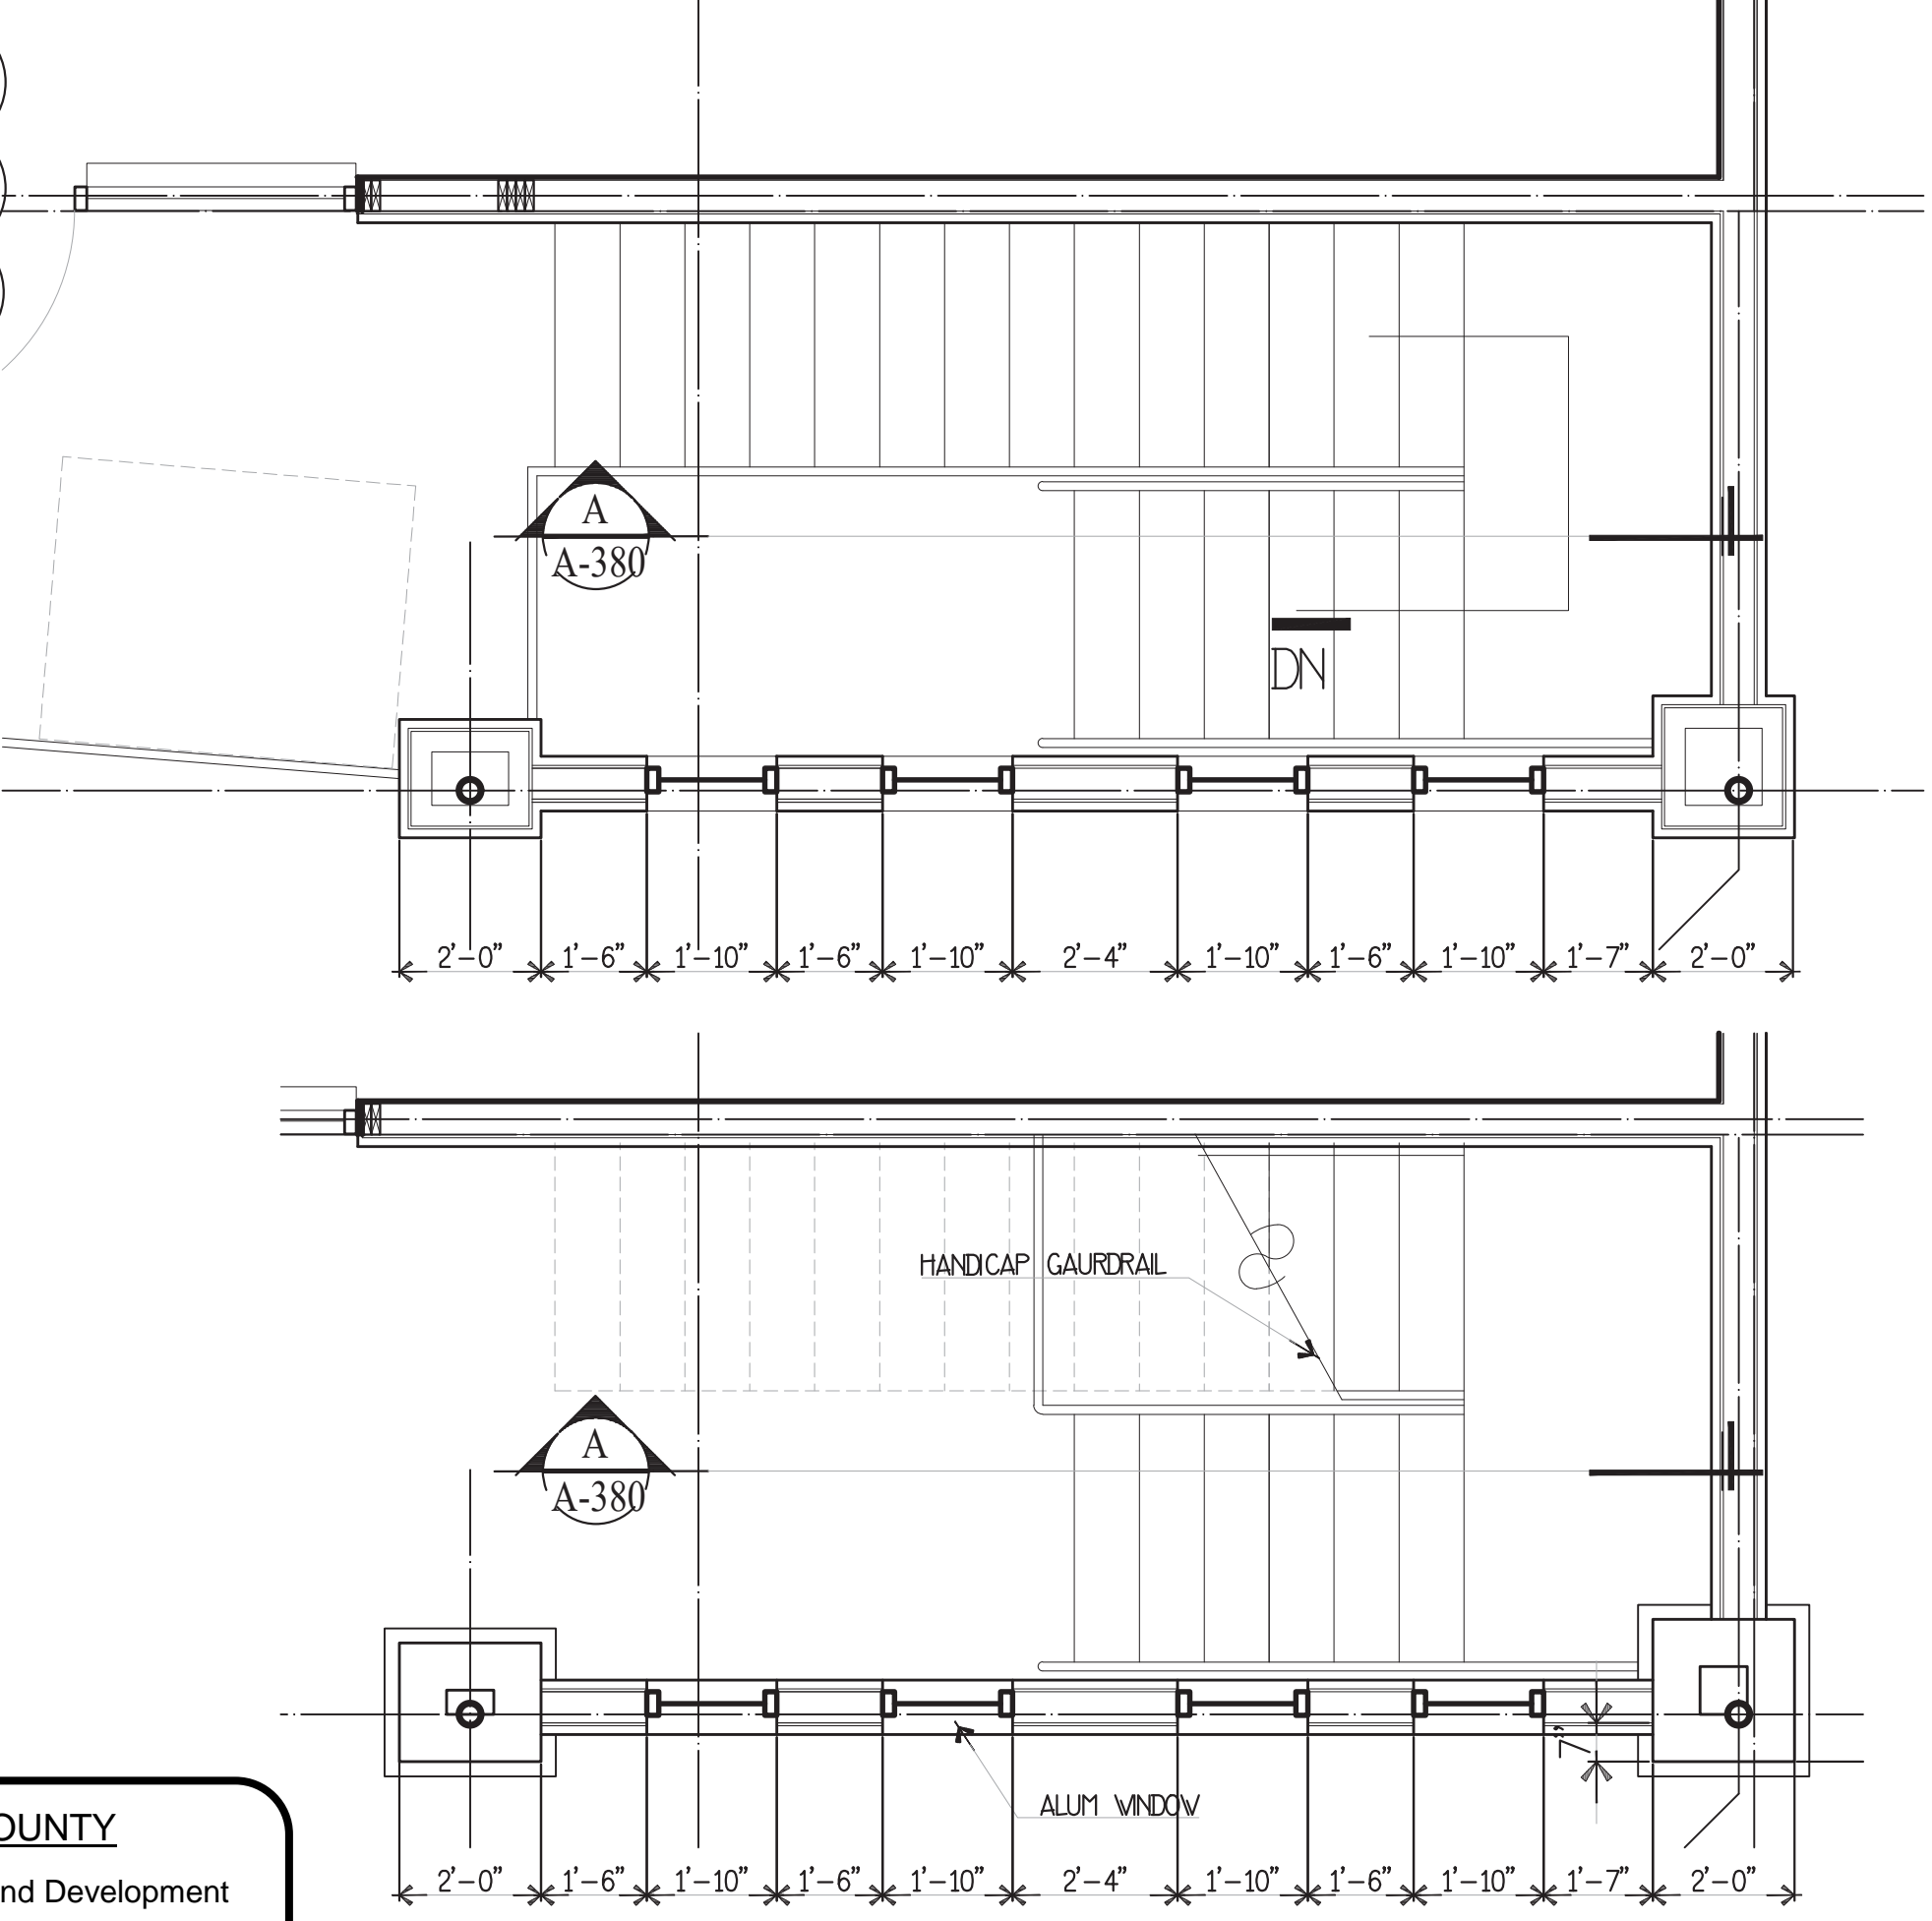 A
A-380
DN
2'-0" 1'-6" 1'-10" 1'-6" 1'-10" 2'-4" 1'-10" 1'-6" 1'-10" 1'-7" 2'-0"
HANDICAP GAURDRAIL
A
A-380
7"
ALUM WINDOW
OUNTY
nd Development
2'-0" 1'-6" 1'-10" 1'-6" 1'-10" 2'-4" 1'-10" 1'-6" 1'-10" 1'-7" 2'-0"